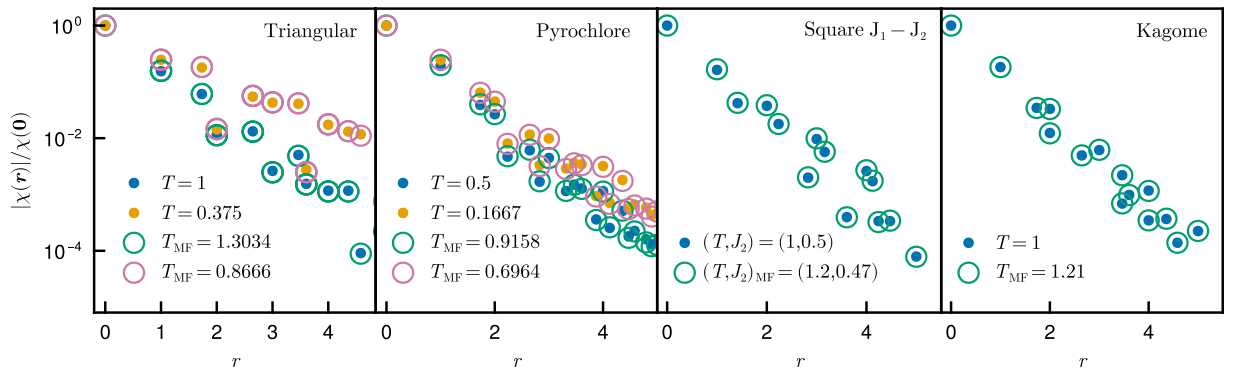 |χ(r)|/χ(0)
10⁰
10⁻²
10⁻⁴
Triangular
T = 1
T = 0.375
T_MF = 1.3034
T_MF = 0.8666
0 1 2 3 4
r
Pyrochlore
T = 0.5
T = 0.1667
T_MF = 0.9158
T_MF = 0.6964
0 2 4
r
Square J₁ − J₂
(T,J₂) = (1,0.5)
(T,J₂)_MF = (1.2,0.47)
0 2 4
r
Kagome
T = 1
T_MF = 1.21
0 2 4
r